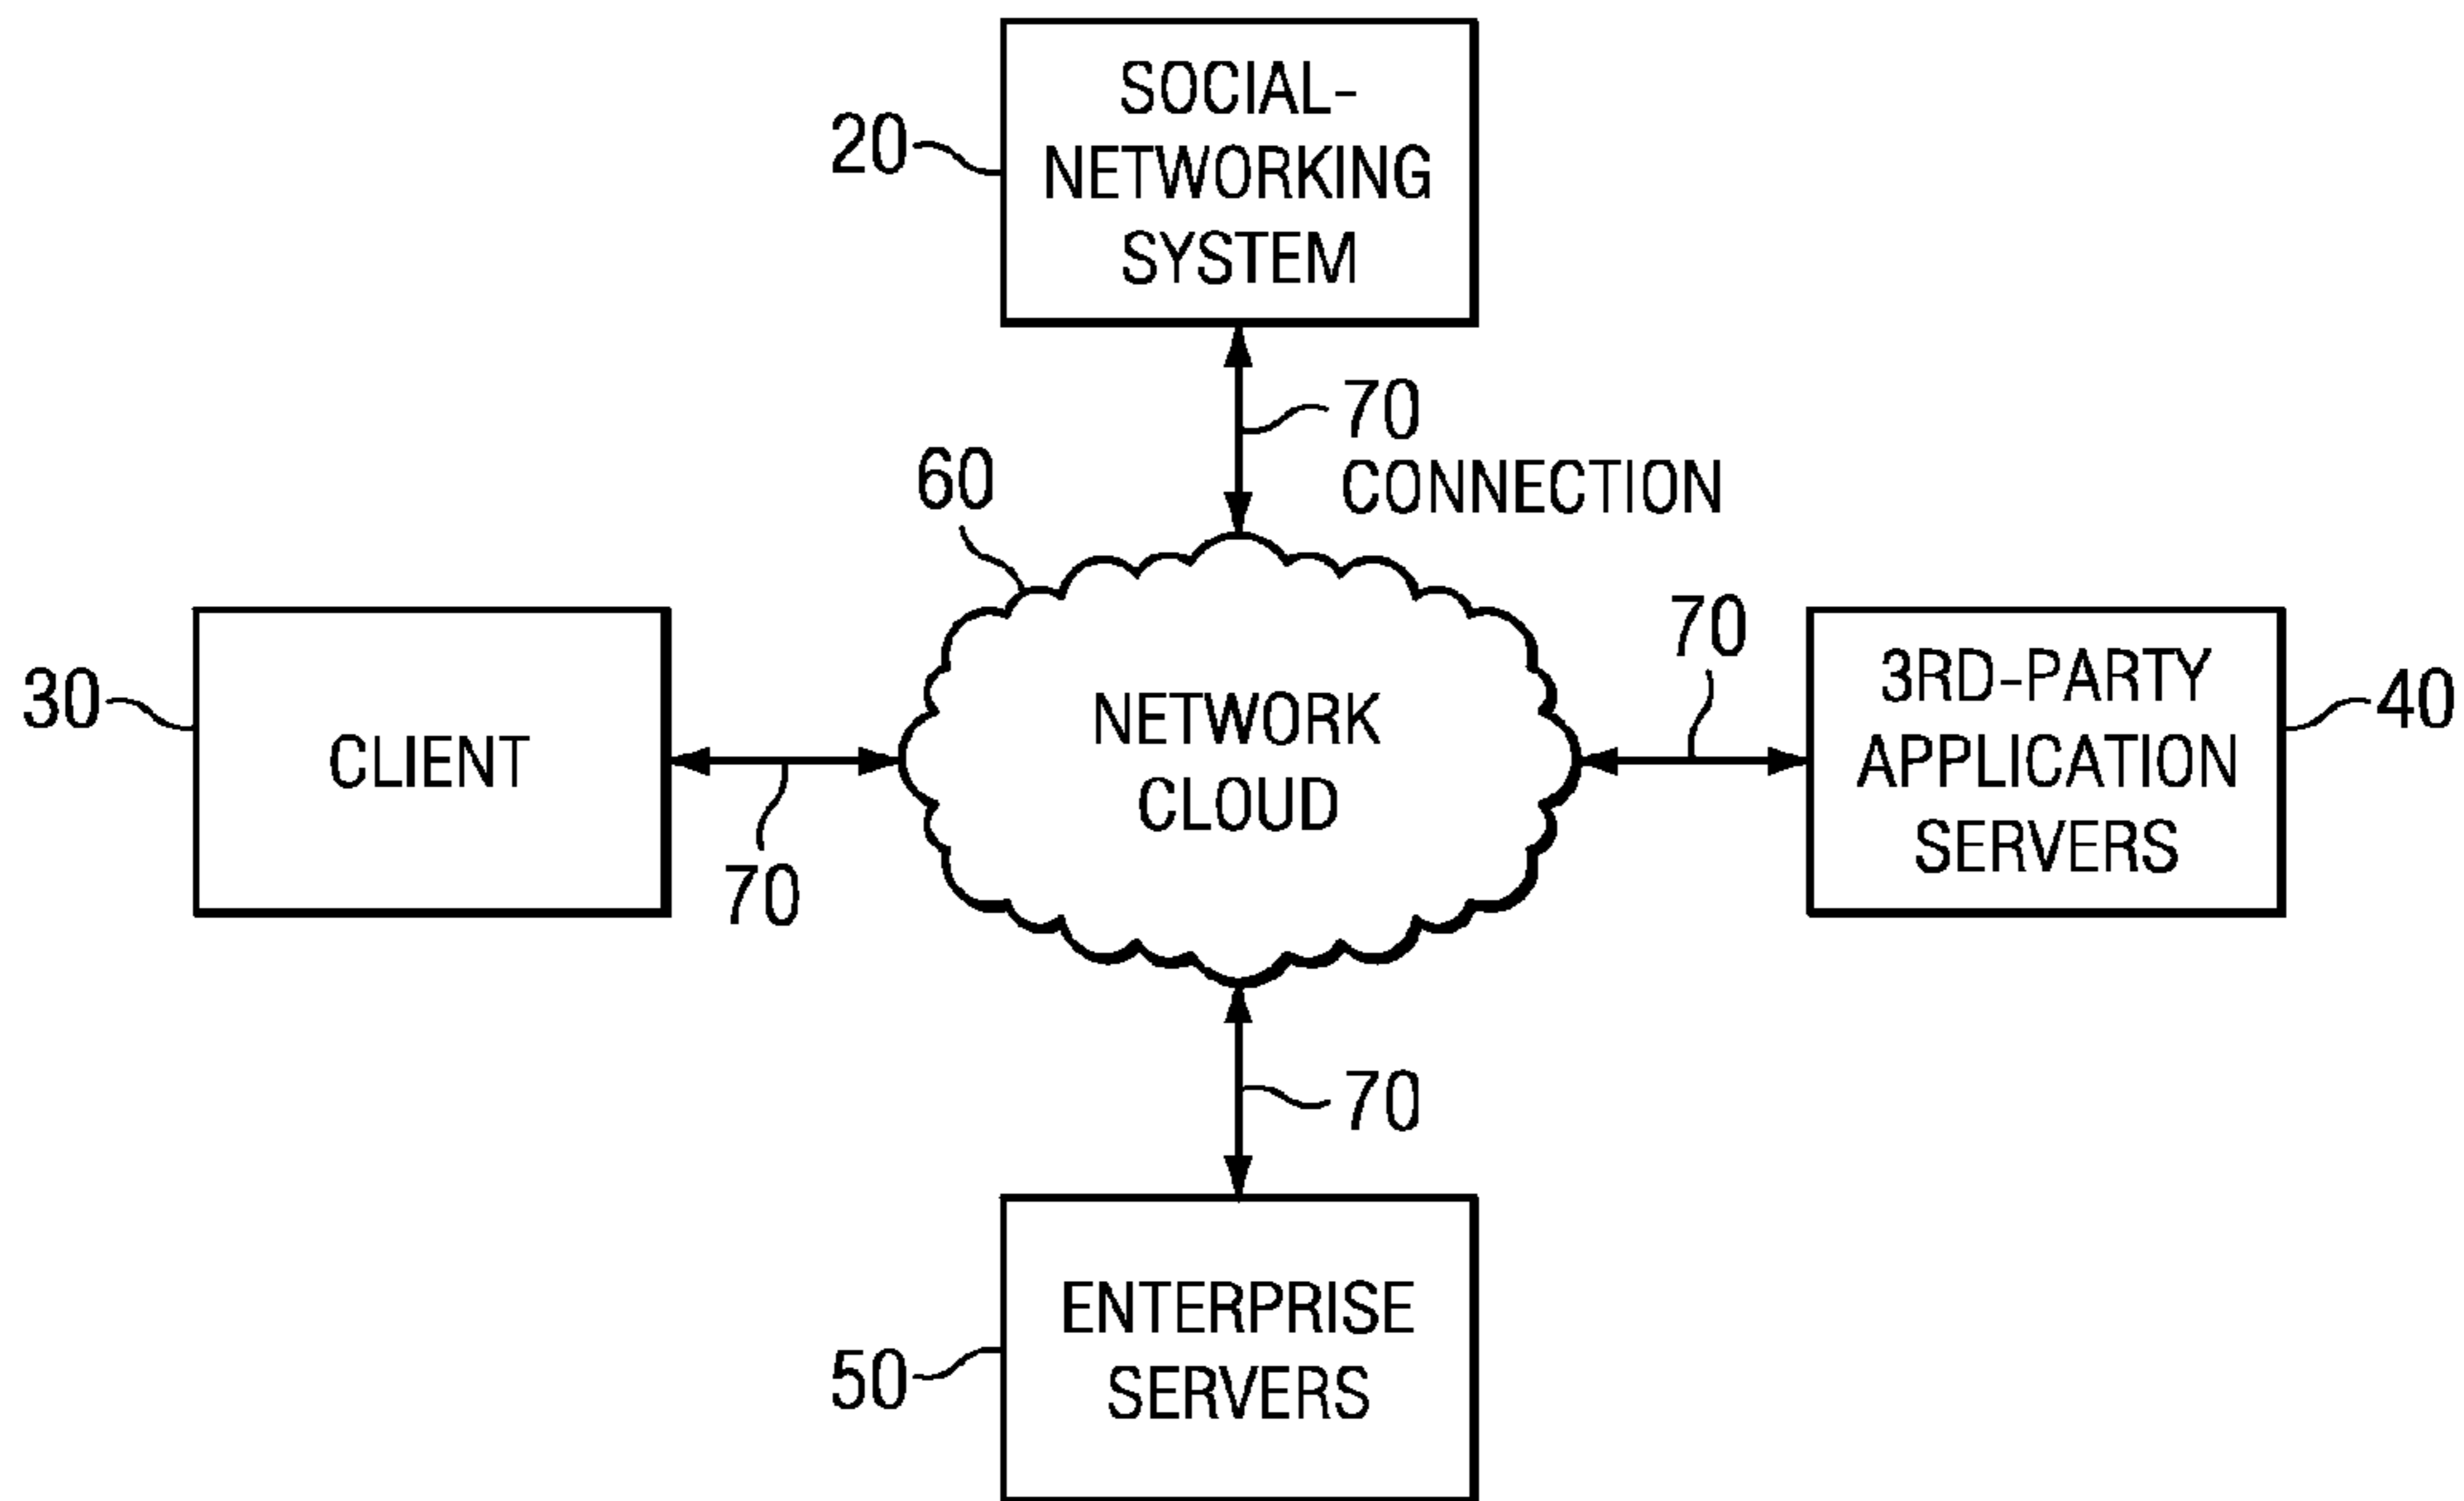 SOCIAL-
NETWORKING
SYSTEM
20
70
CONNECTION
60
70
3RD-PARTY
APPLICATION
SERVERS
40
30
CLIENT
NETWORK
CLOUD
70
70
ENTERPRISE
SERVERS
50